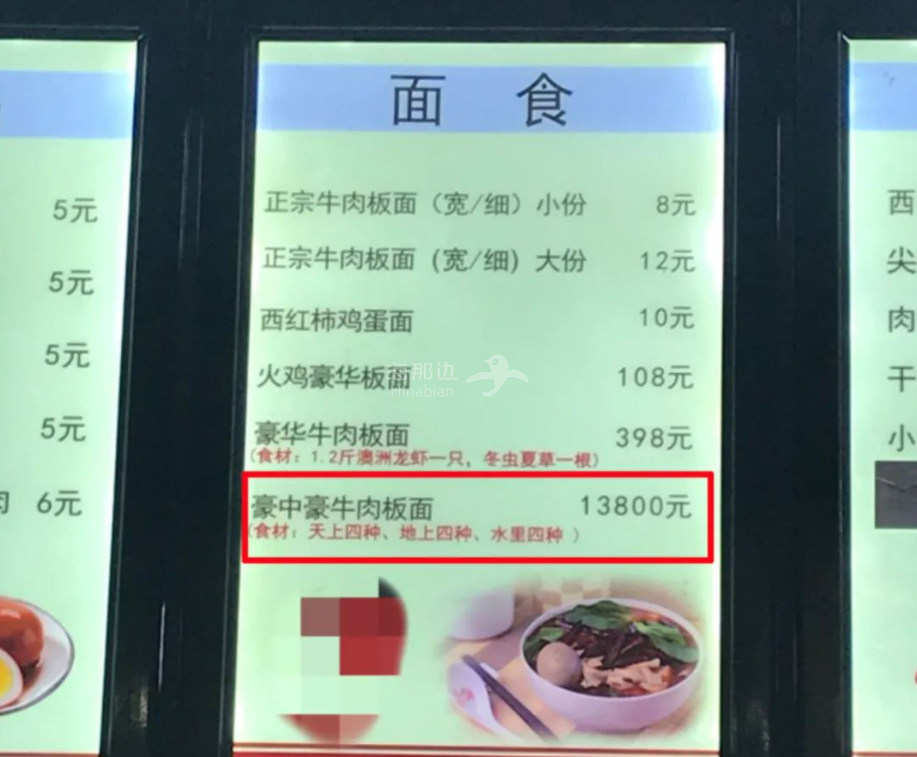 面 食
5元
5元
5元
5元
6元
正宗牛肉板面（宽/细）小份 8元
正宗牛肉板面 (宽/细) 大份 12元
西红柿鸡蛋面 10元
火鸡豪华板面 108元
那边
Hinabian
豪华牛肉板面 398元
(食材：1.2斤澳洲龙虾一只，冬虫夏草一根)
豪中豪牛肉板面 13800元
(食材：天上四种、地上四种、水里四种 )
西
尖
肉
干
小